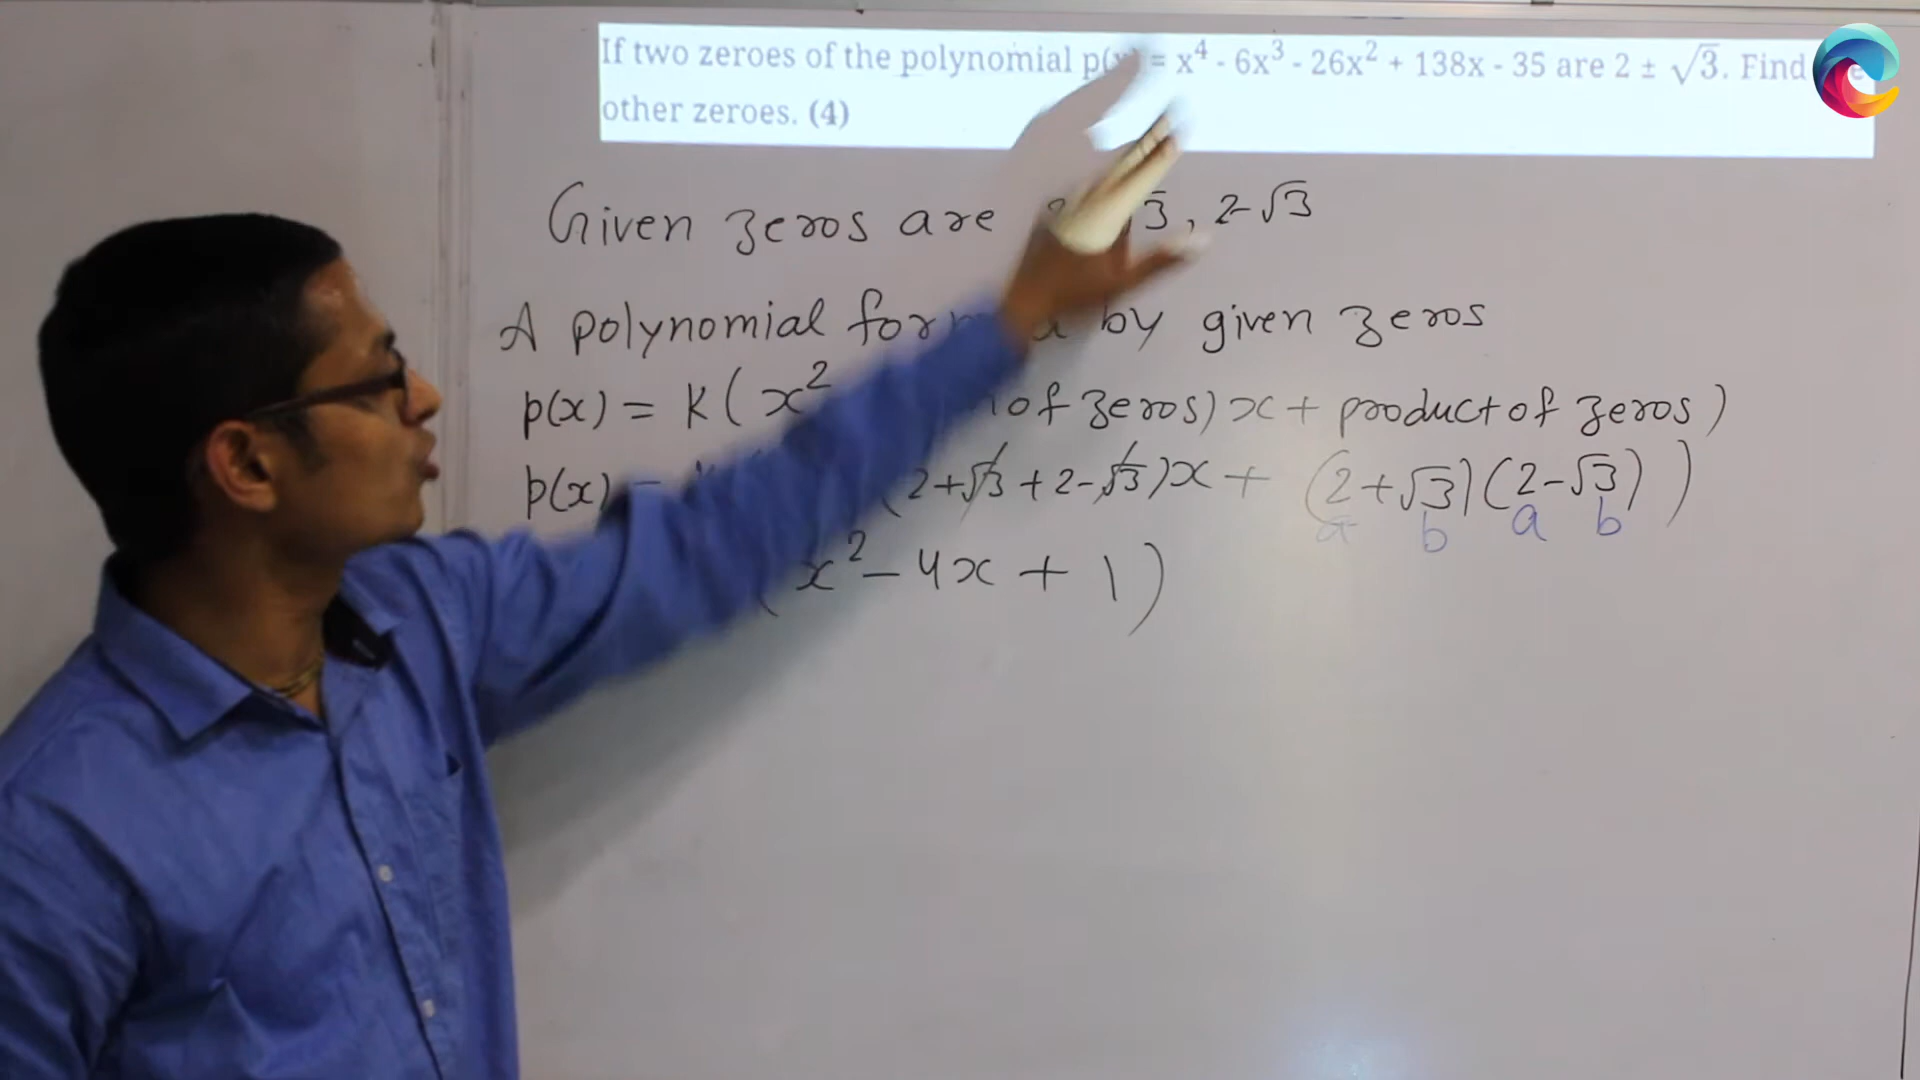 If two zeroes of the polynomial p(x) = x⁴ - 6x³ - 26x² + 138x - 35 are 2 ± √3. Find
other zeroes. (4)
Given zeros are √3, 2-√3
A polynomial by given zeros
p(x) = K(x² of zeros)x + product of zeros)
p(x) = (2+√3+2-√3)x + (2+√3)(2-√3))
a b a b
(x² - 4x + 1)